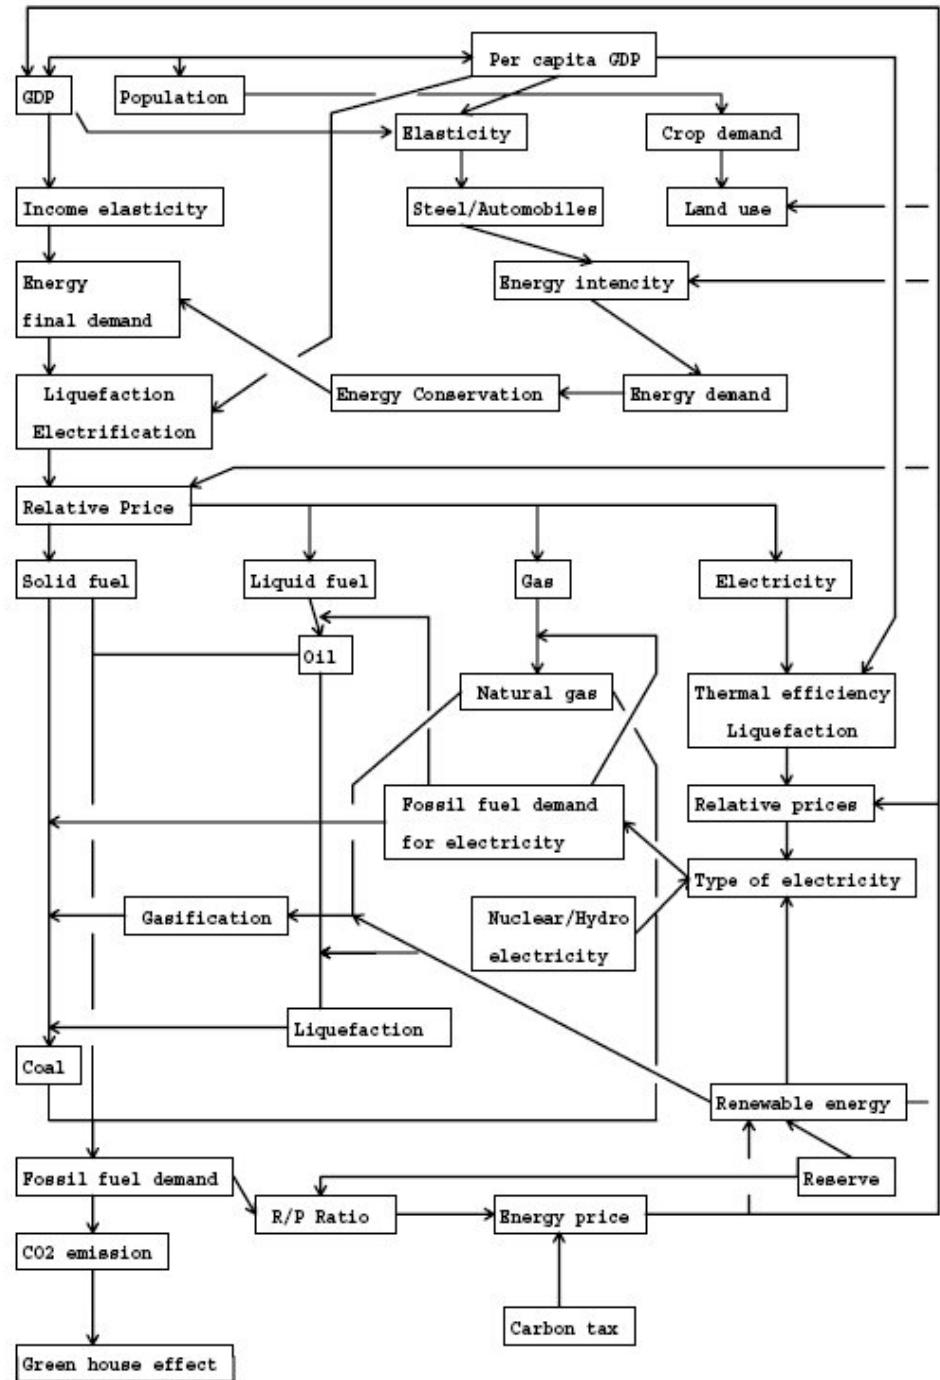 Per capita GDP
GDP
Population
Elasticity
Crop demand
Income elasticity
Steel/Automobiles
Land use
Energy
final demand
Energy intencity
Liquefaction
Electrification
Energy Conservation
Energy demand
Relative Price
Solid fuel
Liquid fuel
Gas
Electricity
Oil
Natural gas
Thermal efficiency
Liquefaction
Fossil fuel demand
for electricity
Relative prices
Type of electricity
Gasification
Nuclear/Hydro
electricity
Liquefaction
Coal
Renewable energy
Fossil fuel demand
Reserve
R/P Ratio
Energy price
CO2 emission
Carbon tax
Green house effect